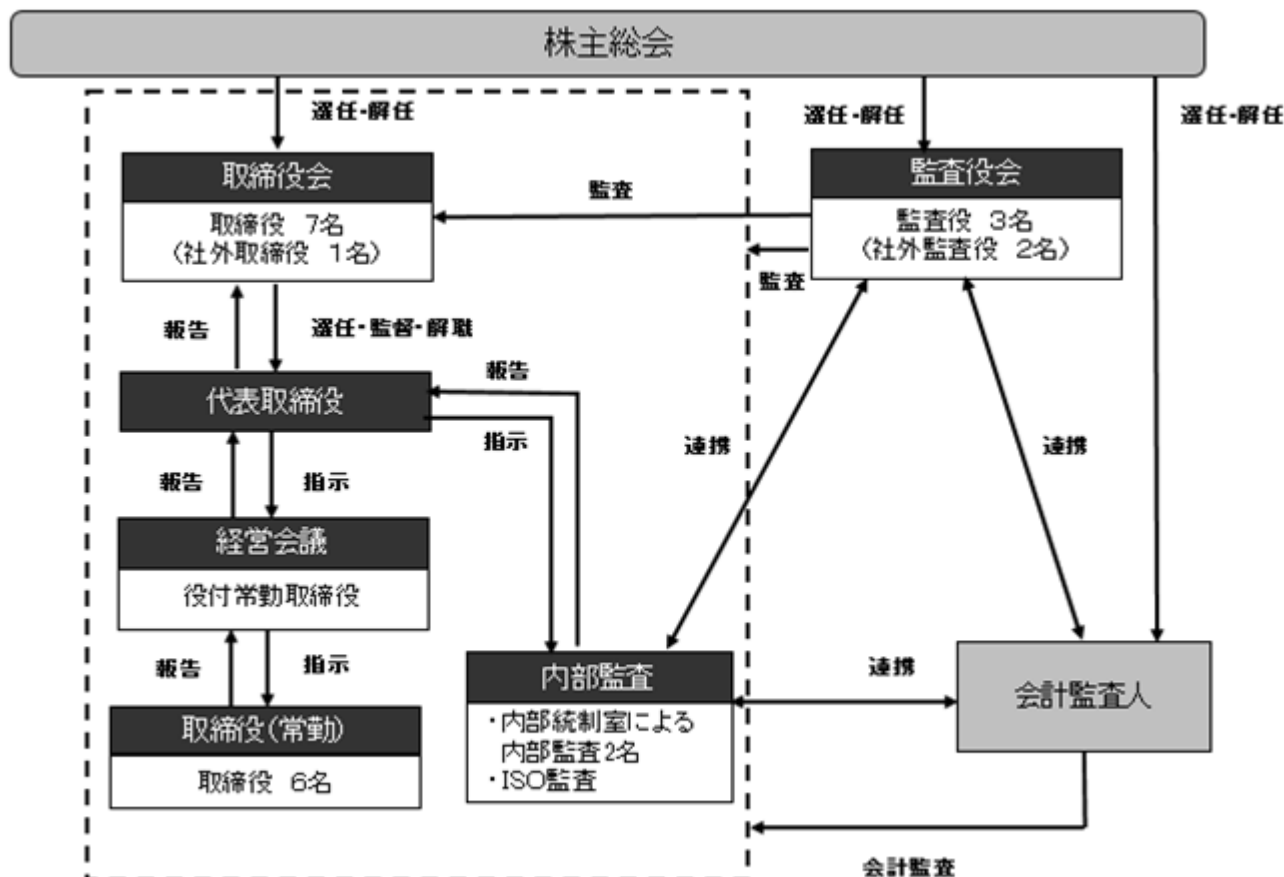 株主総会
選任・解任
選任・解任
選任・解任
取締役会
取締役 7名
(社外取締役 1名)
監査
監査役会
監査役 3名
(社外監査役 2名)
監査
報告
選任・監督・解職
代表取締役
報告
指示
連携
連携
報告
指示
経営会議
役付常勤取締役
報告
指示
取締役(常勤)
取締役 6名
内部監査
・内部統制室による
内部監査2名
・ISO監査
連携
会計監査人
会計監査